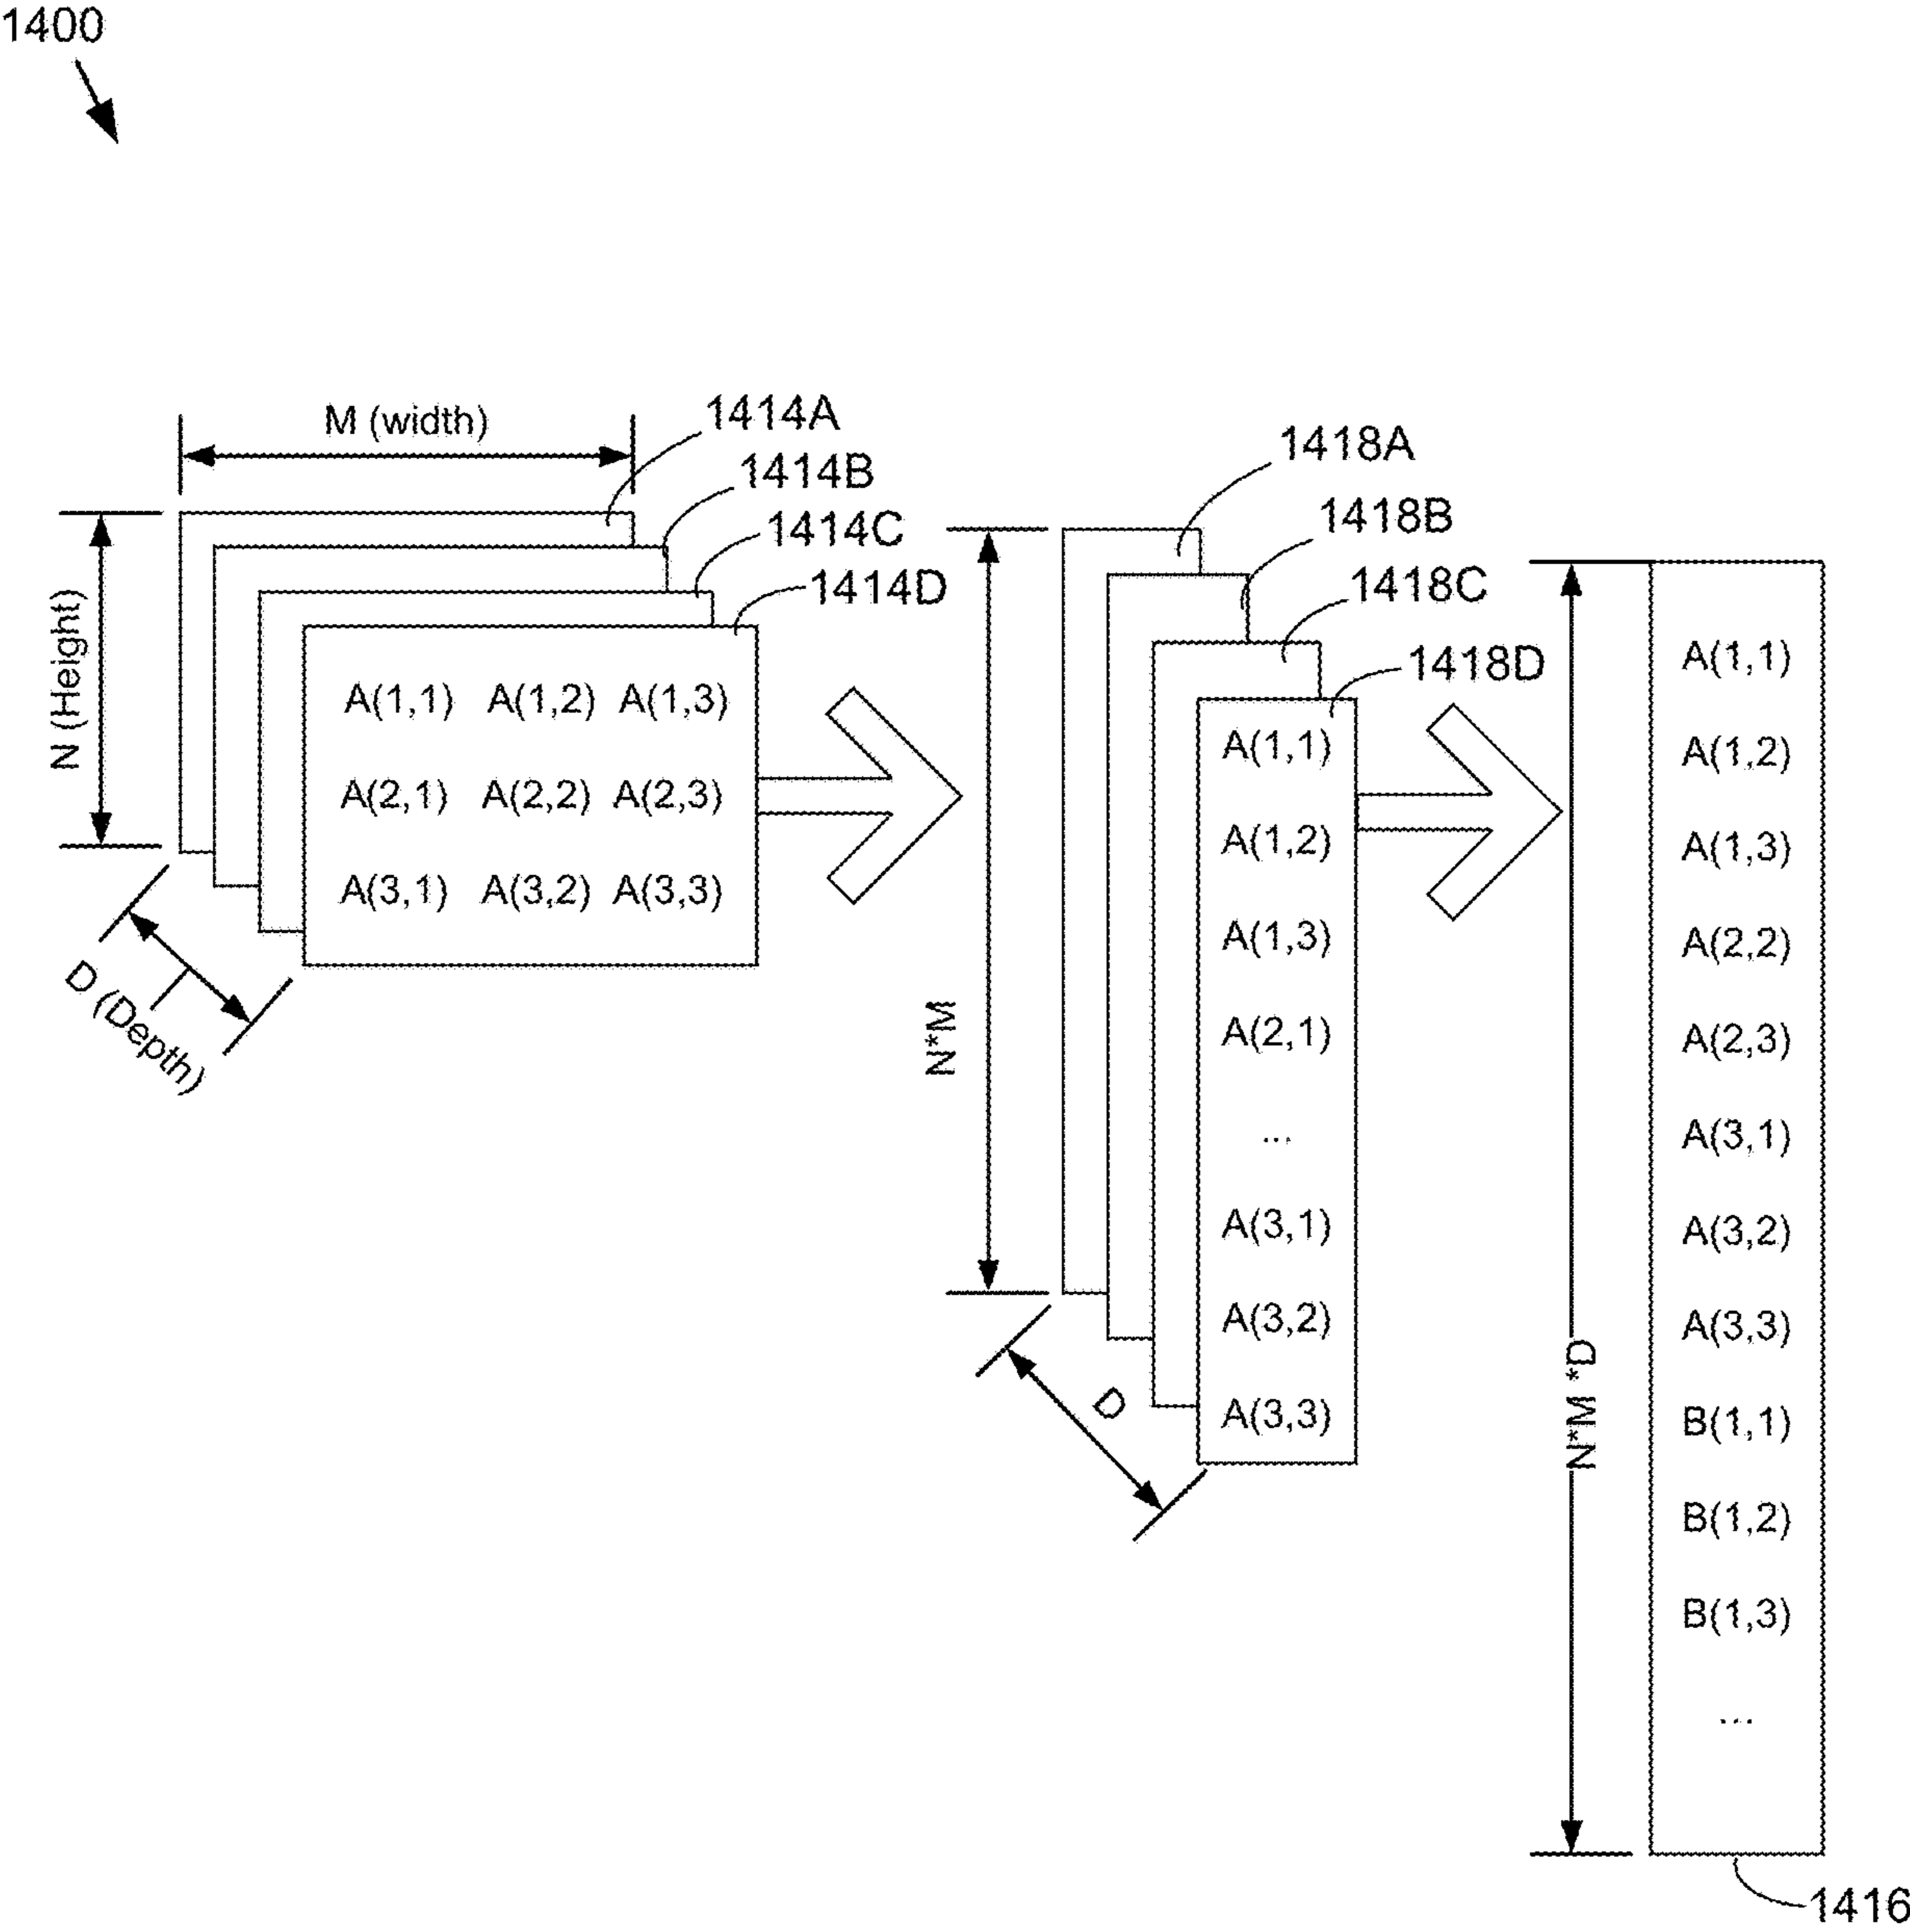 1400
M (width)
1414A
1414B
1414C
1414D
N (Height)
D (Depth)
A(1,1) A(1,2) A(1,3)
A(2,1) A(2,2) A(2,3)
A(3,1) A(3,2) A(3,3)
1418A
1418B
1418C
1418D
N*M
D
A(1,1)
A(1,2)
A(1,3)
A(2,1)
...
A(3,1)
A(3,2)
A(3,3)
N*M *D
A(1,1)
A(1,2)
A(1,3)
A(2,2)
A(2,3)
A(3,1)
A(3,2)
A(3,3)
B(1,1)
B(1,2)
B(1,3)
...
1416